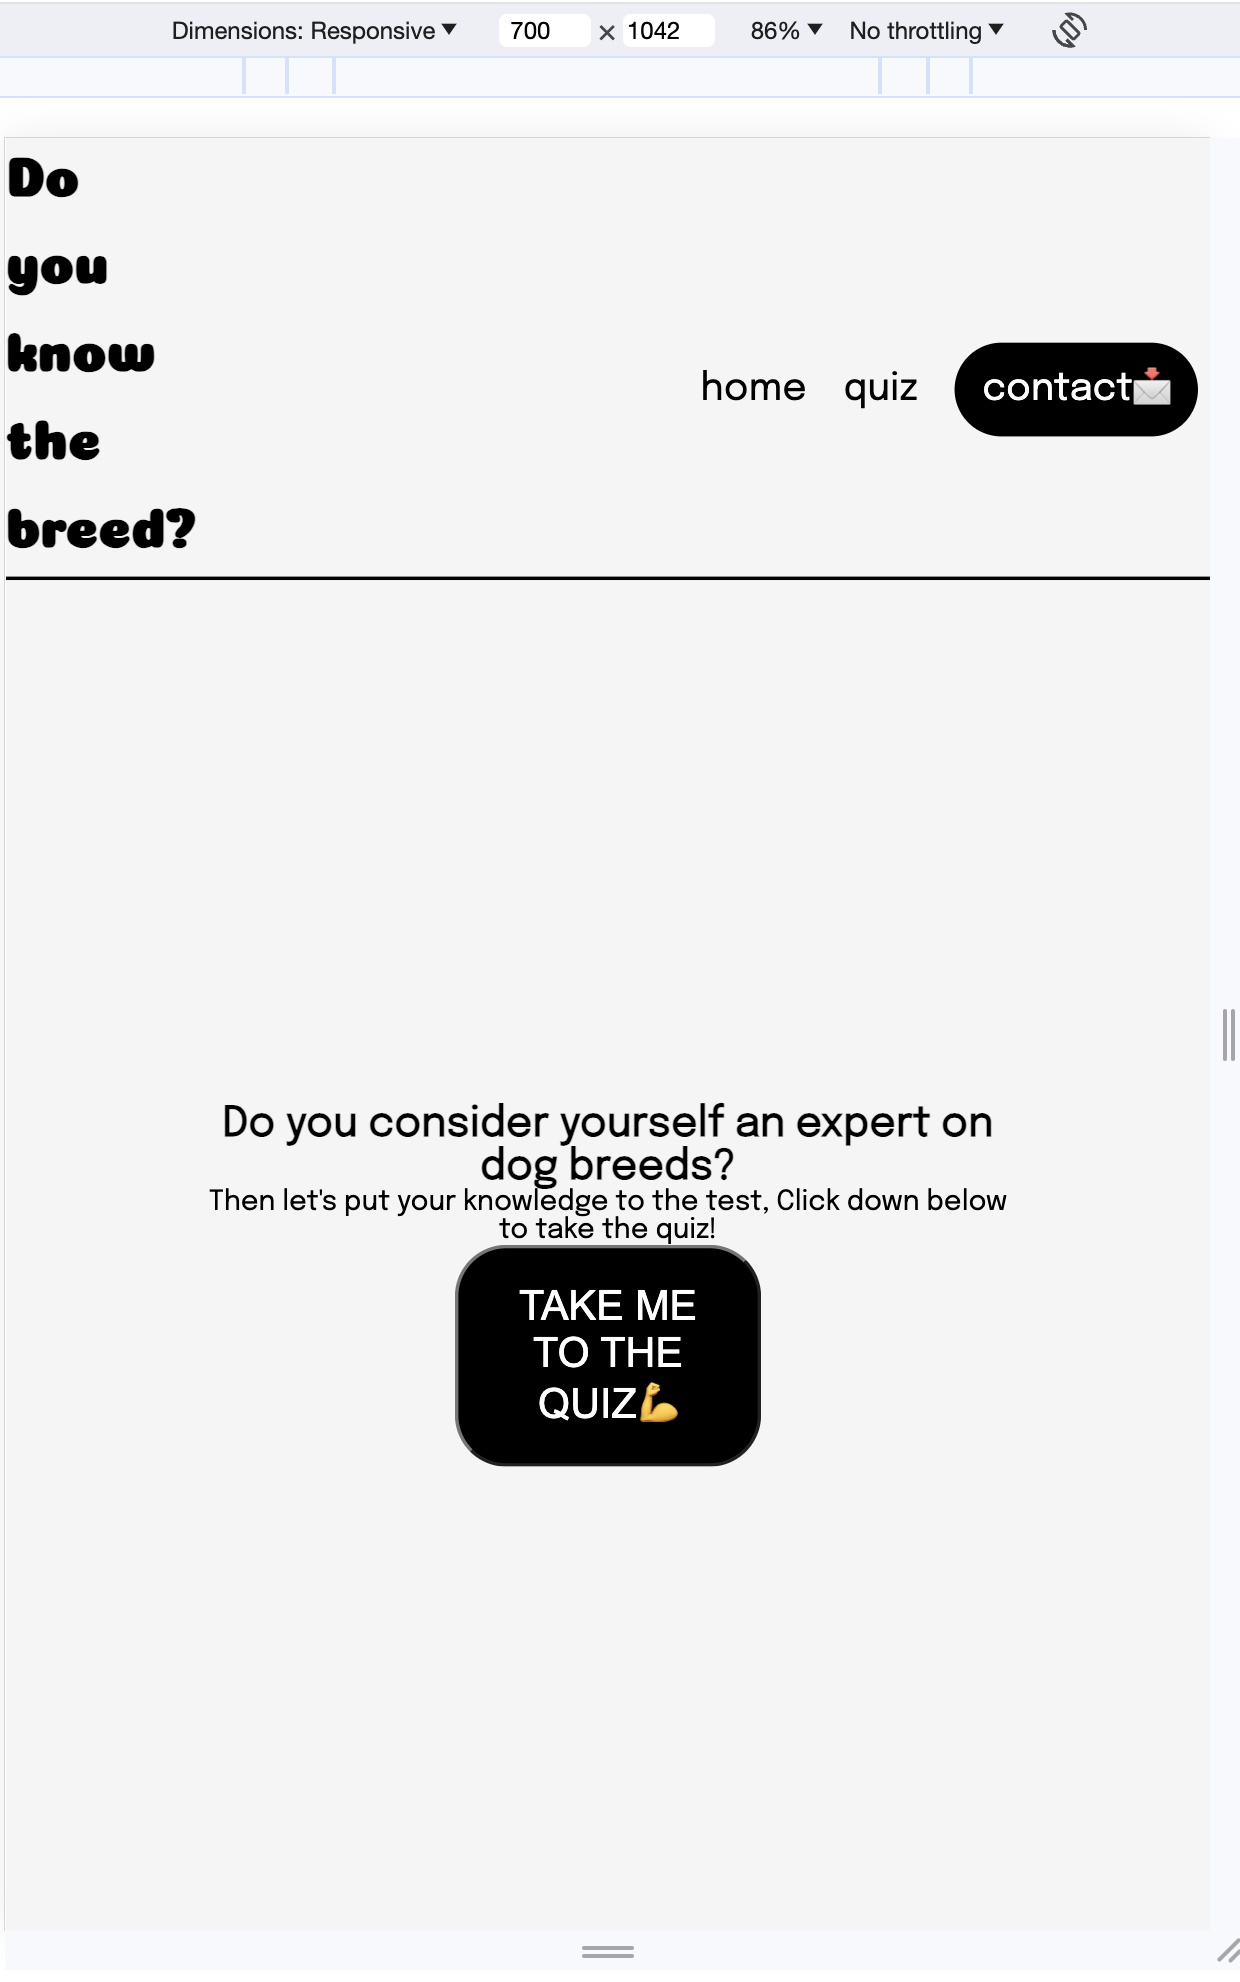 Dimensions: Responsive ▼ 700 × 1042 86% ▼ No throttling ▼
Do
you
know
the
breed?
home quiz contact📩
Do you consider yourself an expert on
dog breeds?
Then let's put your knowledge to the test, Click down below
to take the quiz!
TAKE ME
TO THE
QUIZ💪